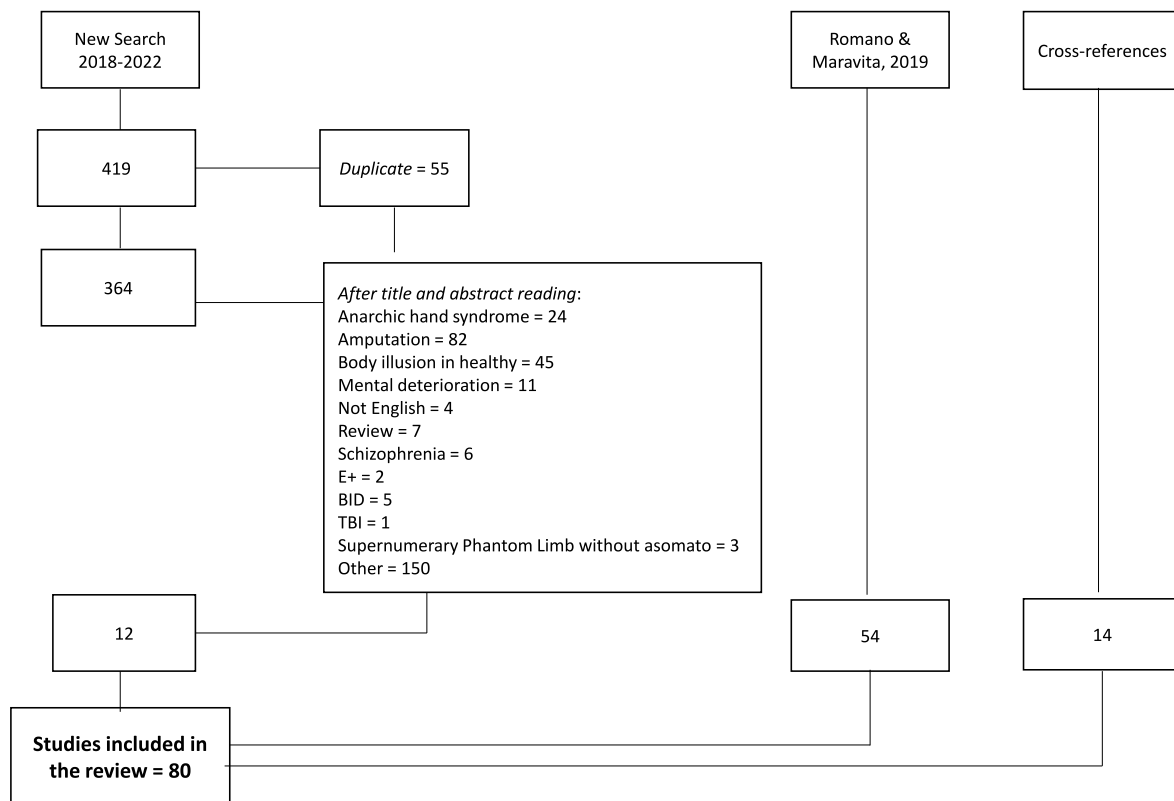 New Search
2018-2022
Romano &
Maravita, 2019
Cross-references
419
Duplicate = 55
364
After title and abstract reading:
Anarchic hand syndrome = 24
Amputation = 82
Body illusion in healthy = 45
Mental deterioration = 11
Not English = 4
Review = 7
Schizophrenia = 6
E+ = 2
BID = 5
TBI = 1
Supernumerary Phantom Limb without asomato = 3
Other = 150
12
54
14
Studies included in
the review = 80